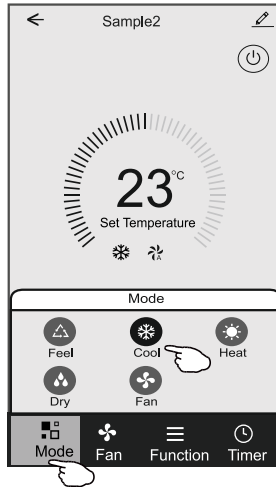 Sample2
23°C
Set Temperature
A
Mode
Feel Cool Heat
Dry Fan
Mode Fan Function Timer